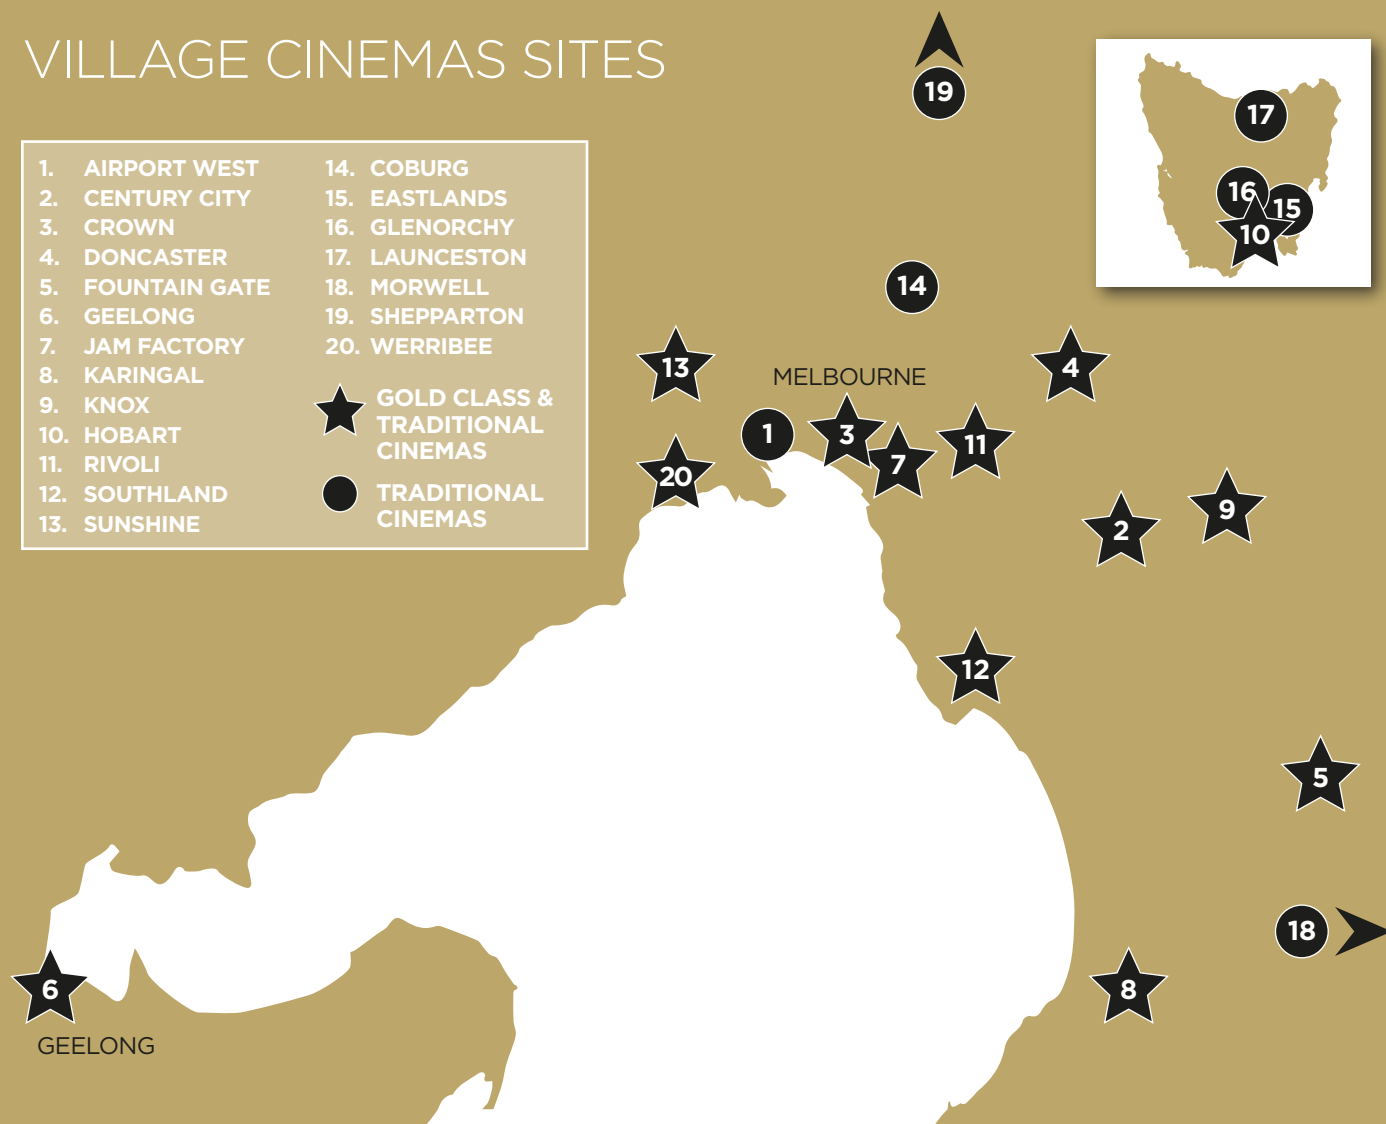 VILLAGE CINEMAS SITES
1. AIRPORT WEST
2. CENTURY CITY
3. CROWN
4. DONCASTER
5. FOUNTAIN GATE
6. GEELONG
7. JAM FACTORY
8. KARINGAL
9. KNOX
10. HOBART
11. RIVOLI
12. SOUTHLAND
13. SUNSHINE
14. COBURG
15. EASTLANDS
16. GLENORCHY
17. LAUNCESTON
18. MORWELL
19. SHEPPARTON
20. WERRIBEE
GOLD CLASS &
TRADITIONAL
CINEMAS
TRADITIONAL
CINEMAS
19
17
16
15
10
14
13
MELBOURNE
4
1
3
7
11
20
2
9
12
5
18
6
8
GEELONG